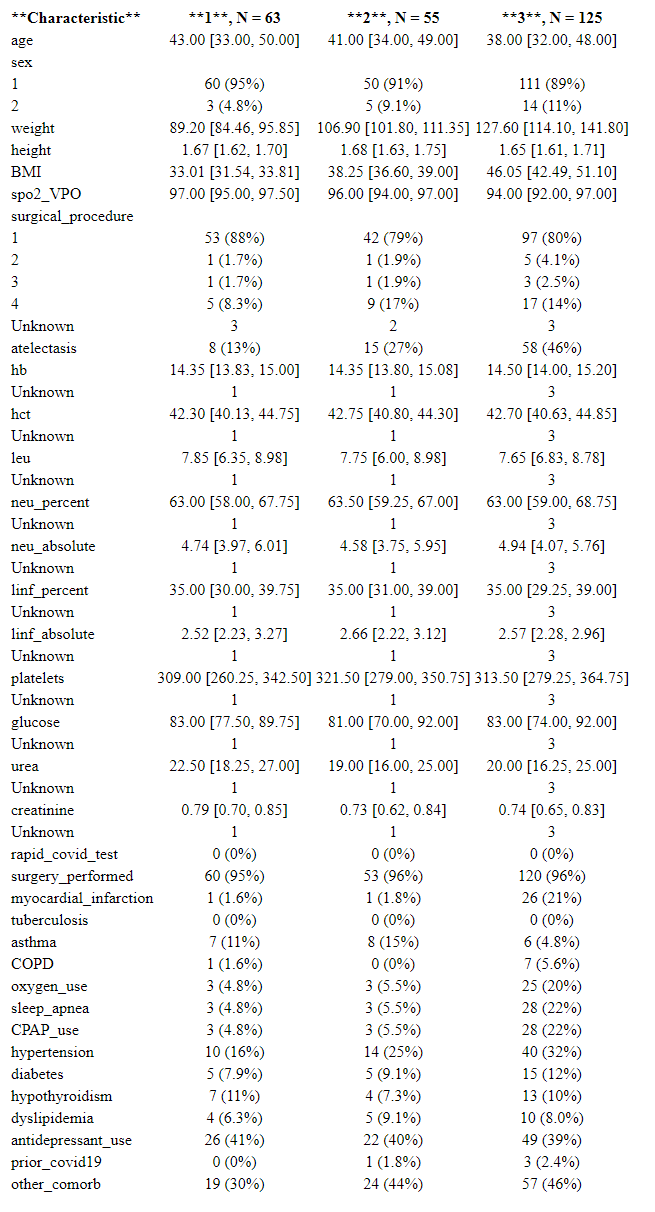 **Characteristic** **1**, N = 63 **2**, N = 55 **3**, N = 125
age 43.00 [33.00, 50.00] 41.00 [34.00, 49.00] 38.00 [32.00, 48.00]
sex
1 60 (95%) 50 (91%) 111 (89%)
2 3 (4.8%) 5 (9.1%) 14 (11%)
weight 89.20 [84.46, 95.85] 106.90 [101.80, 111.35] 127.60 [114.10, 141.80]
height 1.67 [1.62, 1.70] 1.68 [1.63, 1.75] 1.65 [1.61, 1.71]
BMI 33.01 [31.54, 33.81] 38.25 [36.60, 39.00] 46.05 [42.49, 51.10]
spo2_VPO 97.00 [95.00, 97.50] 96.00 [94.00, 97.00] 94.00 [92.00, 97.00]
surgical_procedure
1 53 (88%) 42 (79%) 97 (80%)
2 1 (1.7%) 1 (1.9%) 5 (4.1%)
3 1 (1.7%) 1 (1.9%) 3 (2.5%)
4 5 (8.3%) 9 (17%) 17 (14%)
Unknown 3 2 3
atelectasis 8 (13%) 15 (27%) 58 (46%)
hb 14.35 [13.83, 15.00] 14.35 [13.80, 15.08] 14.50 [14.00, 15.20]
Unknown 1 1 3
hct 42.30 [40.13, 44.75] 42.75 [40.80, 44.30] 42.70 [40.63, 44.85]
Unknown 1 1 3
leu 7.85 [6.35, 8.98] 7.75 [6.00, 8.98] 7.65 [6.83, 8.78]
Unknown 1 1 3
neu_percent 63.00 [58.00, 67.75] 63.50 [59.25, 67.00] 63.00 [59.00, 68.75]
Unknown 1 1 3
neu_absolute 4.74 [3.97, 6.01] 4.58 [3.75, 5.95] 4.94 [4.07, 5.76]
Unknown 1 1 3
linf_percent 35.00 [30.00, 39.75] 35.00 [31.00, 39.00] 35.00 [29.25, 39.00]
Unknown 1 1 3
linf_absolute 2.52 [2.23, 3.27] 2.66 [2.22, 3.12] 2.57 [2.28, 2.96]
Unknown 1 1 3
platelets 309.00 [260.25, 342.50] 321.50 [279.00, 350.75] 313.50 [279.25, 364.75]
Unknown 1 1 3
glucose 83.00 [77.50, 89.75] 81.00 [70.00, 92.00] 83.00 [74.00, 92.00]
Unknown 1 1 3
urea 22.50 [18.25, 27.00] 19.00 [16.00, 25.00] 20.00 [16.25, 25.00]
Unknown 1 1 3
creatinine 0.79 [0.70, 0.85] 0.73 [0.62, 0.84] 0.74 [0.65, 0.83]
Unknown 1 1 3
rapid_covid_test 0 (0%) 0 (0%) 0 (0%)
surgery_performed 60 (95%) 53 (96%) 120 (96%)
myocardial_infarction 1 (1.6%) 1 (1.8%) 26 (21%)
tuberculosis 0 (0%) 0 (0%) 0 (0%)
asthma 7 (11%) 8 (15%) 6 (4.8%)
COPD 1 (1.6%) 0 (0%) 7 (5.6%)
oxygen_use 3 (4.8%) 3 (5.5%) 25 (20%)
sleep_apnea 3 (4.8%) 3 (5.5%) 28 (22%)
CPAP_use 3 (4.8%) 3 (5.5%) 28 (22%)
hypertension 10 (16%) 14 (25%) 40 (32%)
diabetes 5 (7.9%) 5 (9.1%) 15 (12%)
hypothyroidism 7 (11%) 4 (7.3%) 13 (10%)
dyslipidemia 4 (6.3%) 5 (9.1%) 10 (8.0%)
antidepressant_use 26 (41%) 22 (40%) 49 (39%)
prior_covid19 0 (0%) 1 (1.8%) 3 (2.4%)
other_comorb 19 (30%) 24 (44%) 57 (46%)